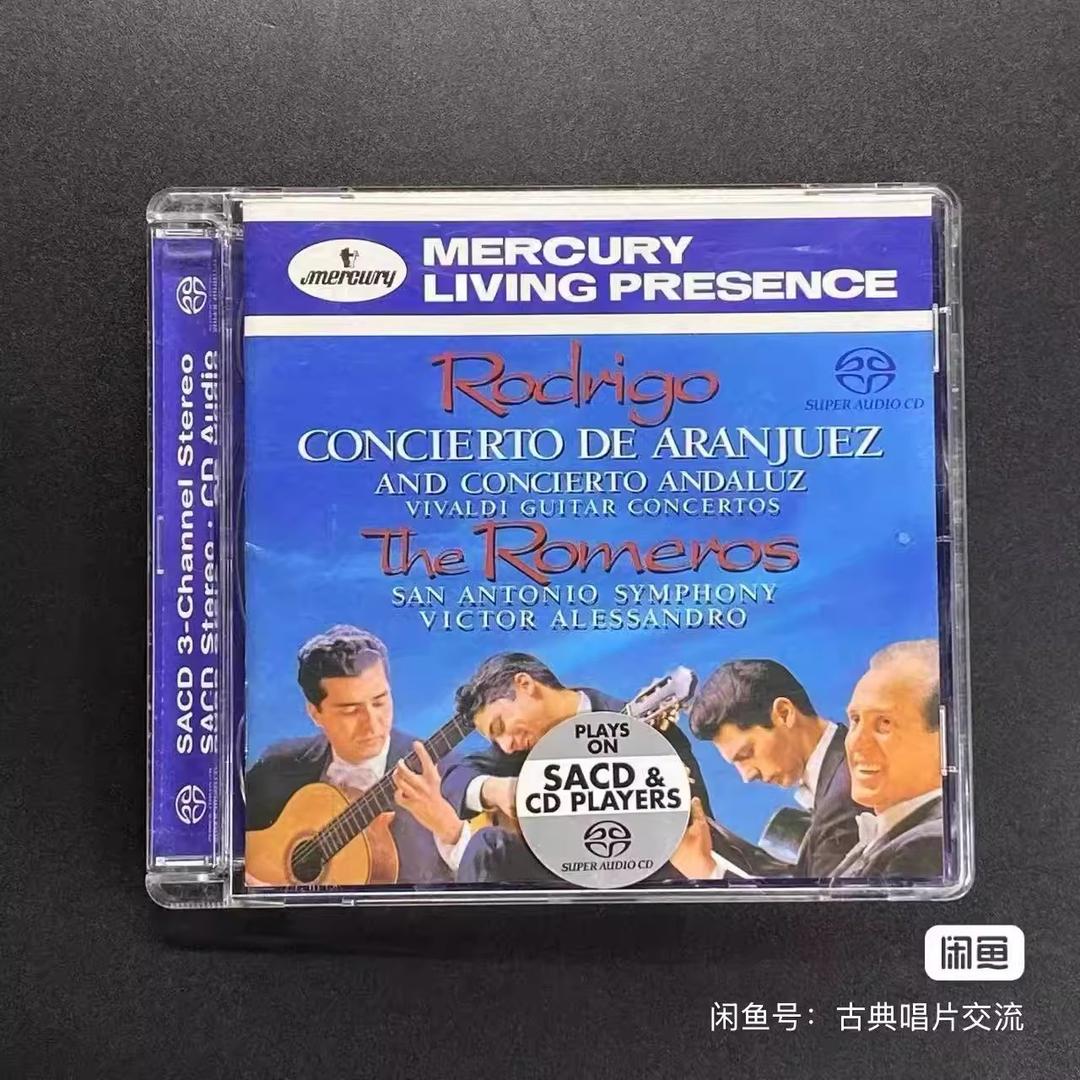 SACD 3-Channel Stereo
SACD Stereo · CD Audio
mercury
MERCURY
LIVING PRESENCE
Rodrigo
SUPER AUDIO CD
CONCIERTO DE ARANJUEZ
AND CONCIERTO ANDALUZ
VIVALDI GUITAR CONCERTOS
The Romeros
SAN ANTONIO SYMPHONY
VICTOR ALESSANDRO
PLAYS
ON
SACD &
CD PLAYERS
SUPER AUDIO CD
闲鱼
闲鱼号：古典唱片交流